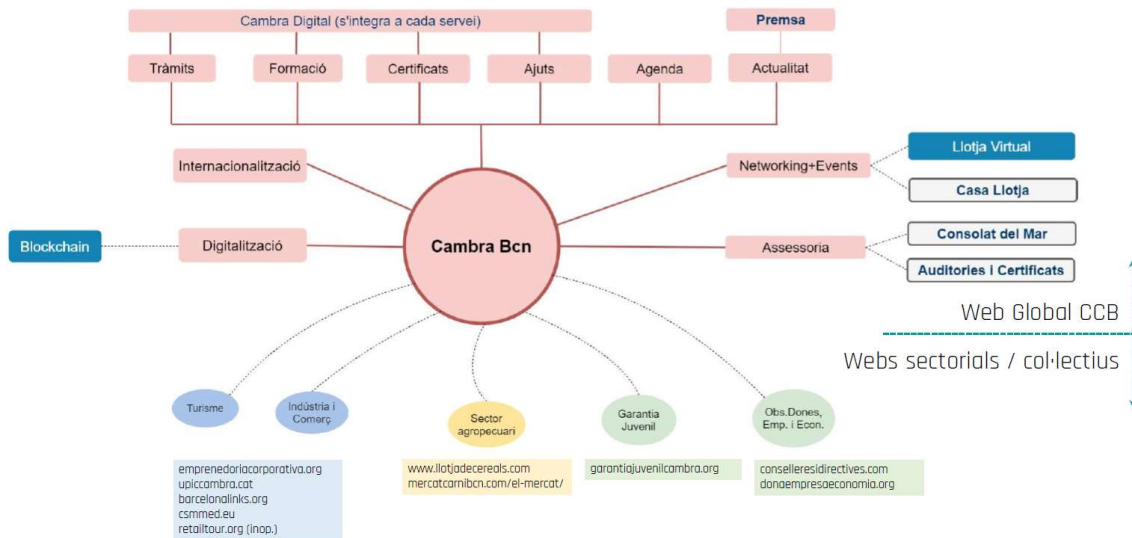 Cambra Digital (s'integra a cada servei)
Premsa
Tràmits
Formació
Certificats
Ajuts
Agenda
Actualitat
Internacionalització
Networking+Events
Llotja Virtual
Casa Llotja
Blockchain
Digitalització
Cambra Bcn
Assessoria
Consolat del Mar
Auditories i Certificats
Web Global CCB
Webs sectorials / col·lectius
Turisme
Indústria i
Comerç
Sector
agropecuari
Garantia
Juvenil
Obs.Dones,
Emp. i Econ.
emprenedoriacorporativa.org
upiccambra.cat
barcelonalinks.org
csmmed.eu
retailtour.org (inop.)
www.llotjadecereals.com
mercatcarnibcn.com/el-mercat/
garantiajuvenilcambra.org
conselleresidirectives.com
donaempresaeconomia.org